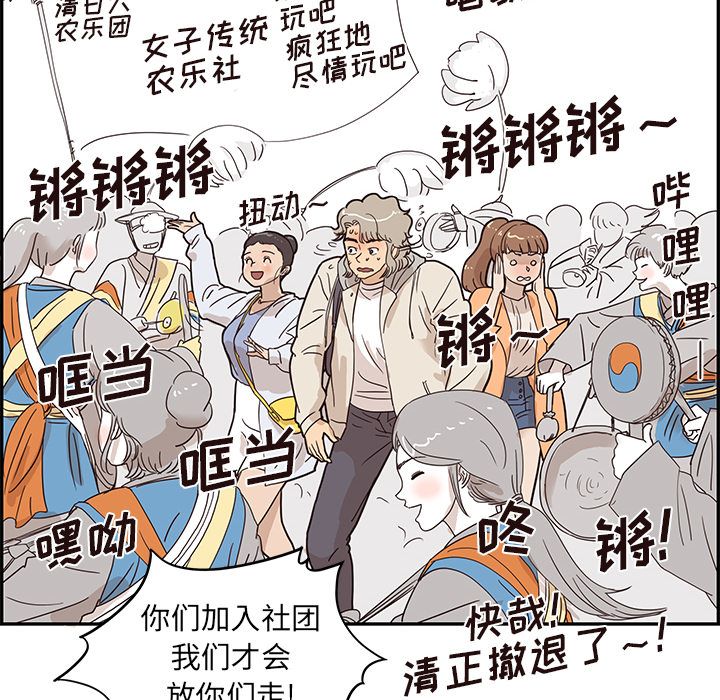 农乐团
女子传统
农乐社
玩吧
疯狂地
尽情玩吧
锵锵锵
锵锵锵～
扭动～
哔
哩
哩
锵～
哐当
哐当
嘿呦
咚
锵!
你们加入社团
我们才会
放你们走!
快哉!
清正撤退了～!